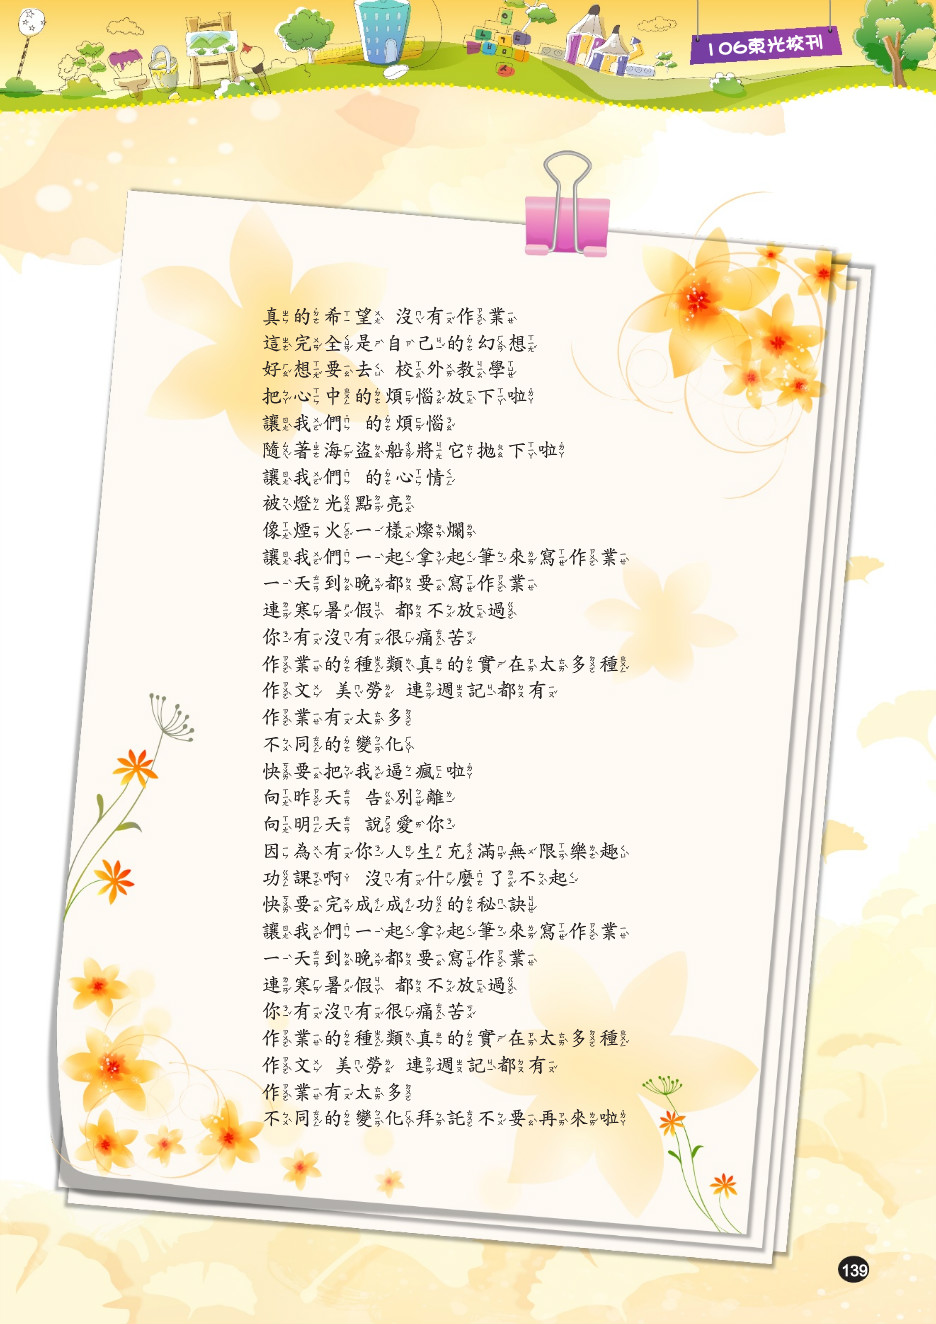 106東光校刊
真的希望 沒有作業
這完全是自己的幻想
好想要去 校外教學
把心中的煩惱放下啦
讓我們 的煩惱
隨著海盜船將它拋下啦
讓我們 的心情
被燈光點亮
像煙火一樣燦爛
讓我們一起拿起筆來寫作業
一天到晚都要寫作業
連寒暑假 都不放過
你有沒有很痛苦
作業的種類真的實在太多種
作文 美勞 連週記都有
作業有太多
不同的變化
快要把我逼瘋啦
向昨天 告別離
向明天 說愛你
因為有你人生充滿無限樂趣
功課啊 沒有什麼了不起
快要完成成功的秘訣
讓我們一起拿起筆來寫作業
一天到晚都要寫作業
連寒暑假 都不放過
你有沒有很痛苦
作業的種類真的實在太多種
作文 美勞 連週記都有
作業有太多
不同的變化拜託不要再來啦
139